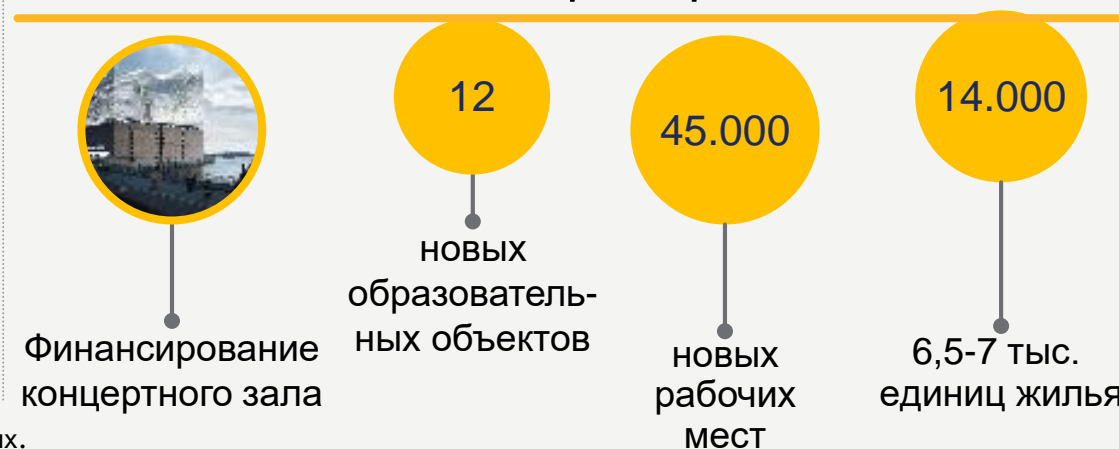 12
45.000
14.000
новых
образователь-
ных объектов
Финансирование
концертного зала
новых
рабочих
мест
6,5-7 тыс.
единиц жилья
их.